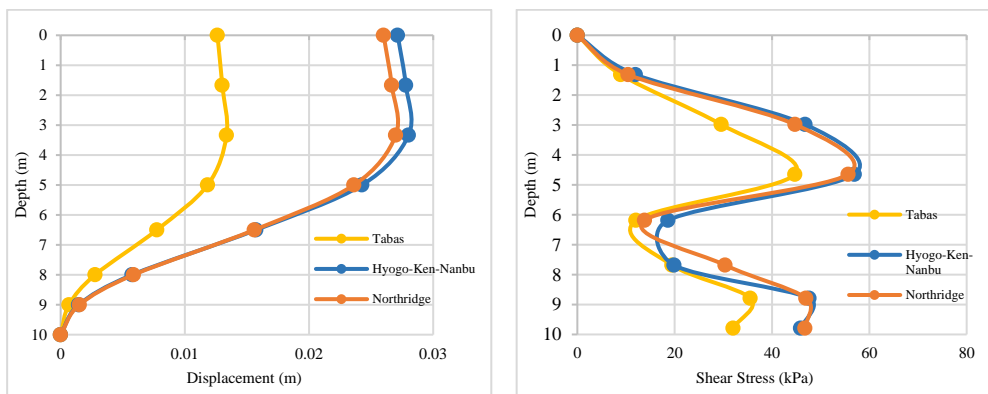 0
1
2
3
4
5
6
7
8
9
10
Depth (m)
0
0.01
0.02
0.03
Displacement (m)
Tabas
Hyogo-Ken-Nanbu
Northridge
0
1
2
3
4
5
6
7
8
9
10
Depth (m)
0
20
40
60
80
Shear Stress (kPa)
Tabas
Hyogo-Ken-
Nanbu
Northridge